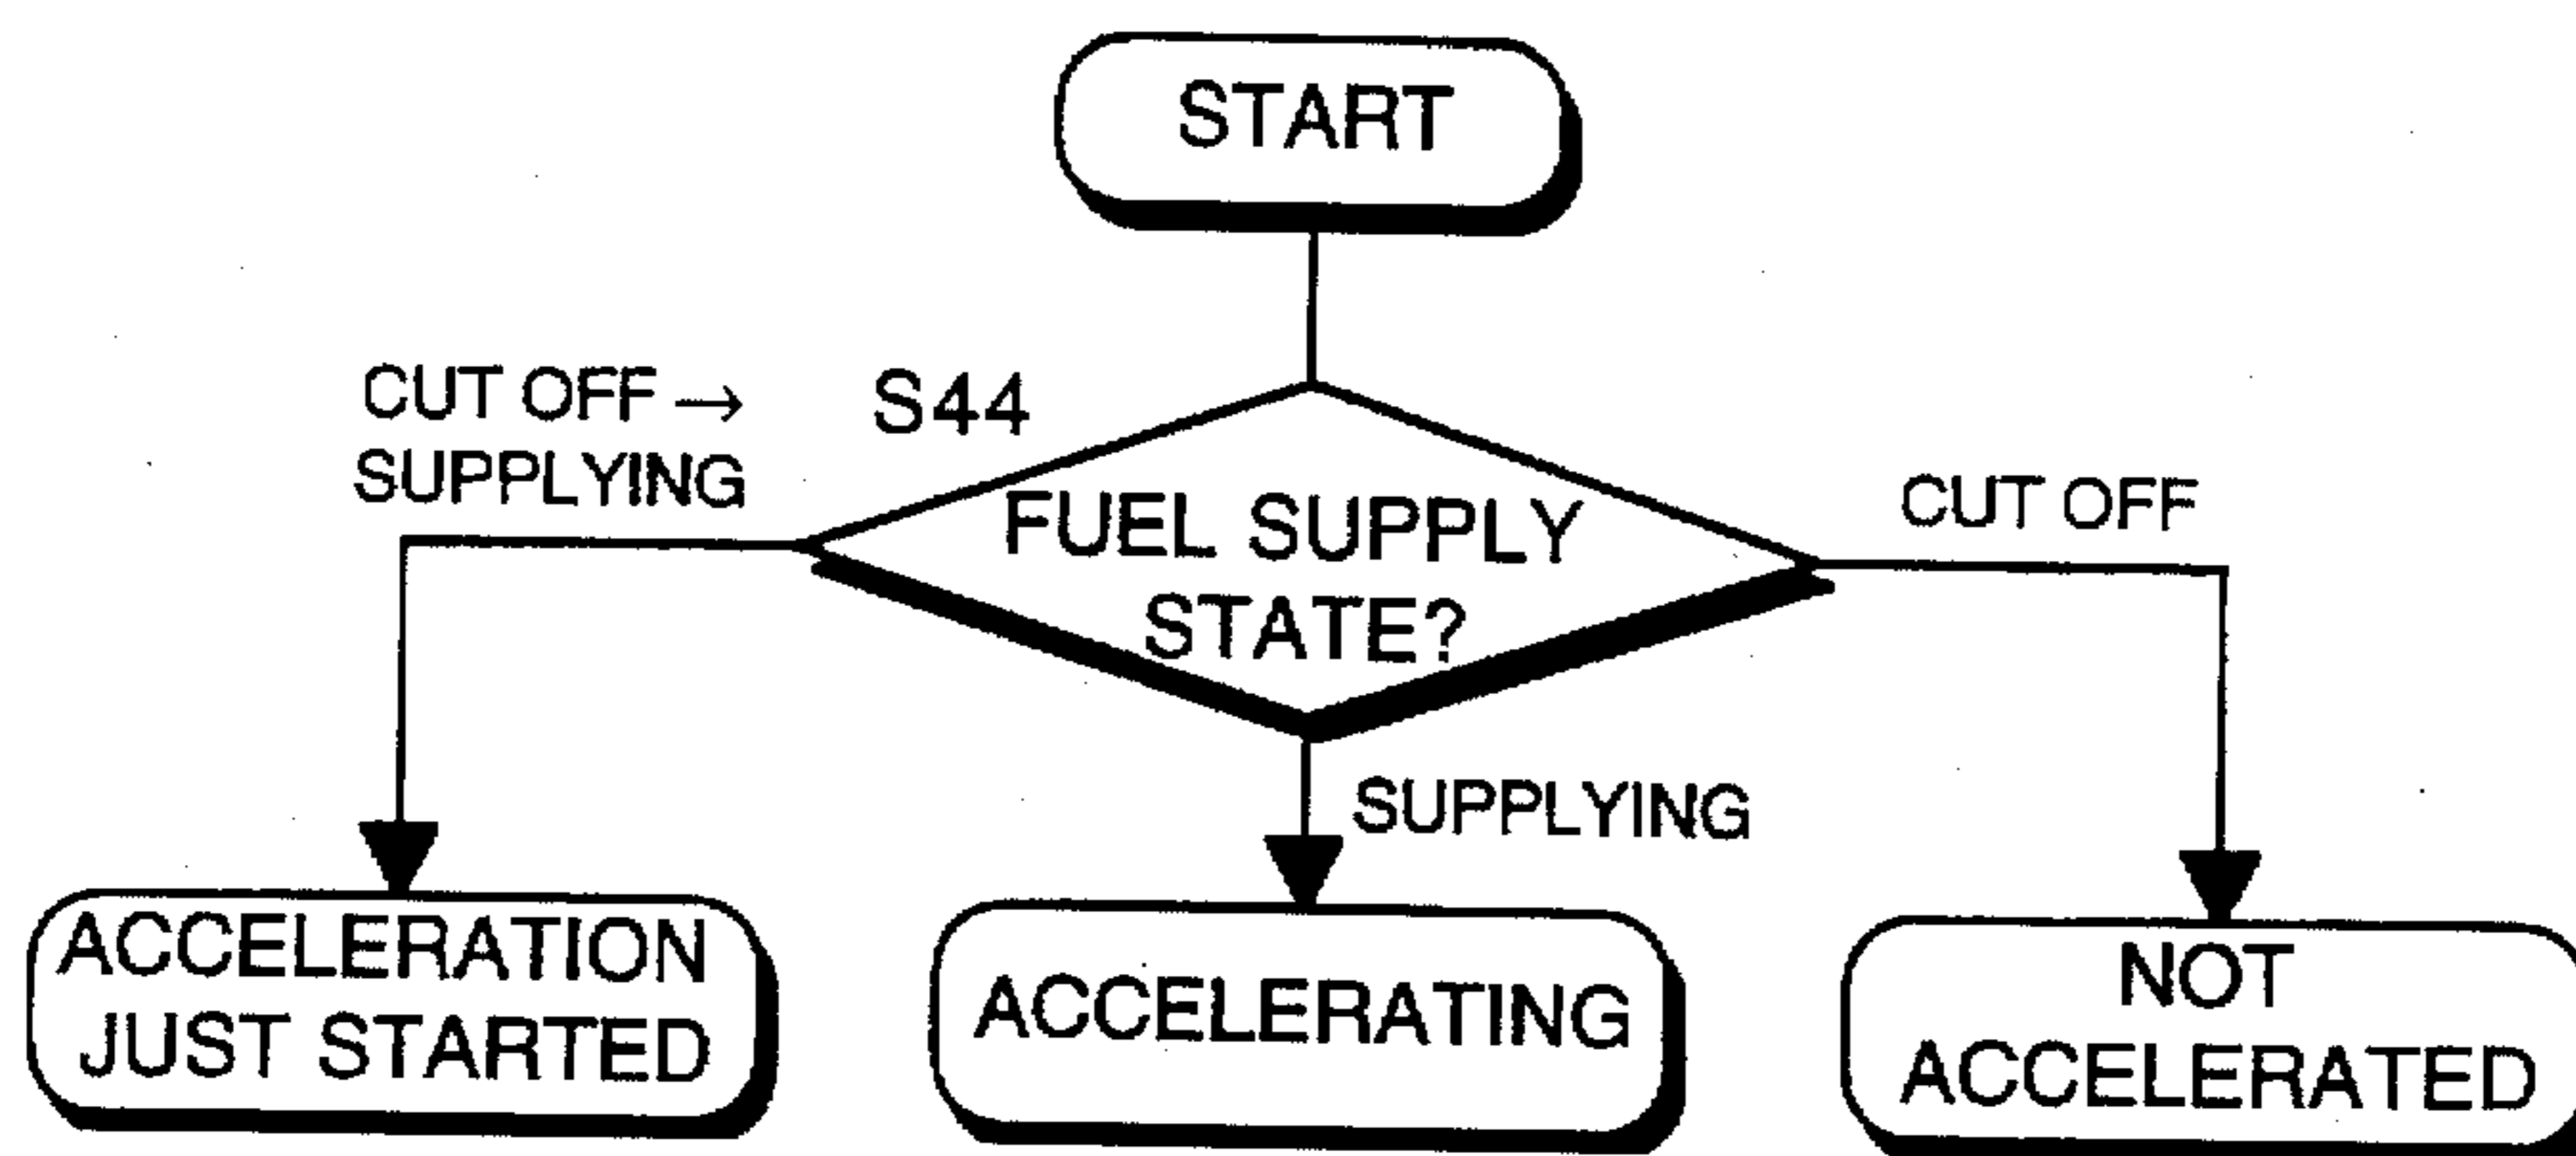 START
CUT OFF →
SUPPLYING
S44
FUEL SUPPLY
STATE?
CUT OFF
SUPPLYING
ACCELERATION
JUST STARTED
ACCELERATING
NOT
ACCELERATED